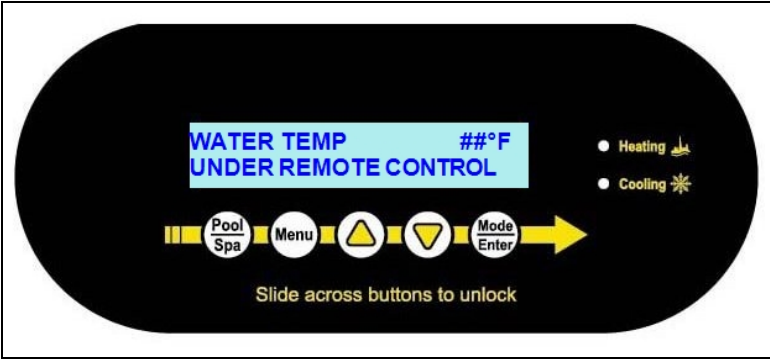 WATER TEMP ##°F
UNDER REMOTE CONTROL
Heating
Cooling
Pool
Spa
Menu
Mode
Enter
Slide across buttons to unlock